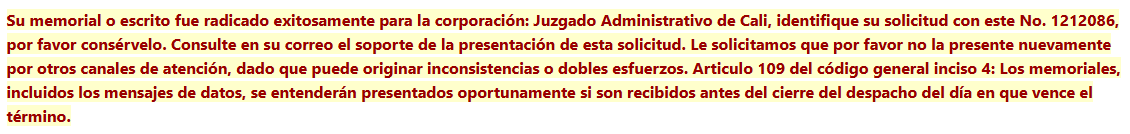 Su memorial o escrito fue radicado exitosamente para la corporación: Juzgado Administrativo de Cali, identifique su solicitud con este No. 1212086,
por favor consérvelo. Consulte en su correo el soporte de la presentación de esta solicitud. Le solicitamos que por favor no la presente nuevamente
por otros canales de atención, dado que puede originar inconsistencias o dobles esfuerzos. Articulo 109 del código general inciso 4: Los memoriales,
incluidos los mensajes de datos, se entenderán presentados oportunamente si son recibidos antes del cierre del despacho del día en que vence el
término.